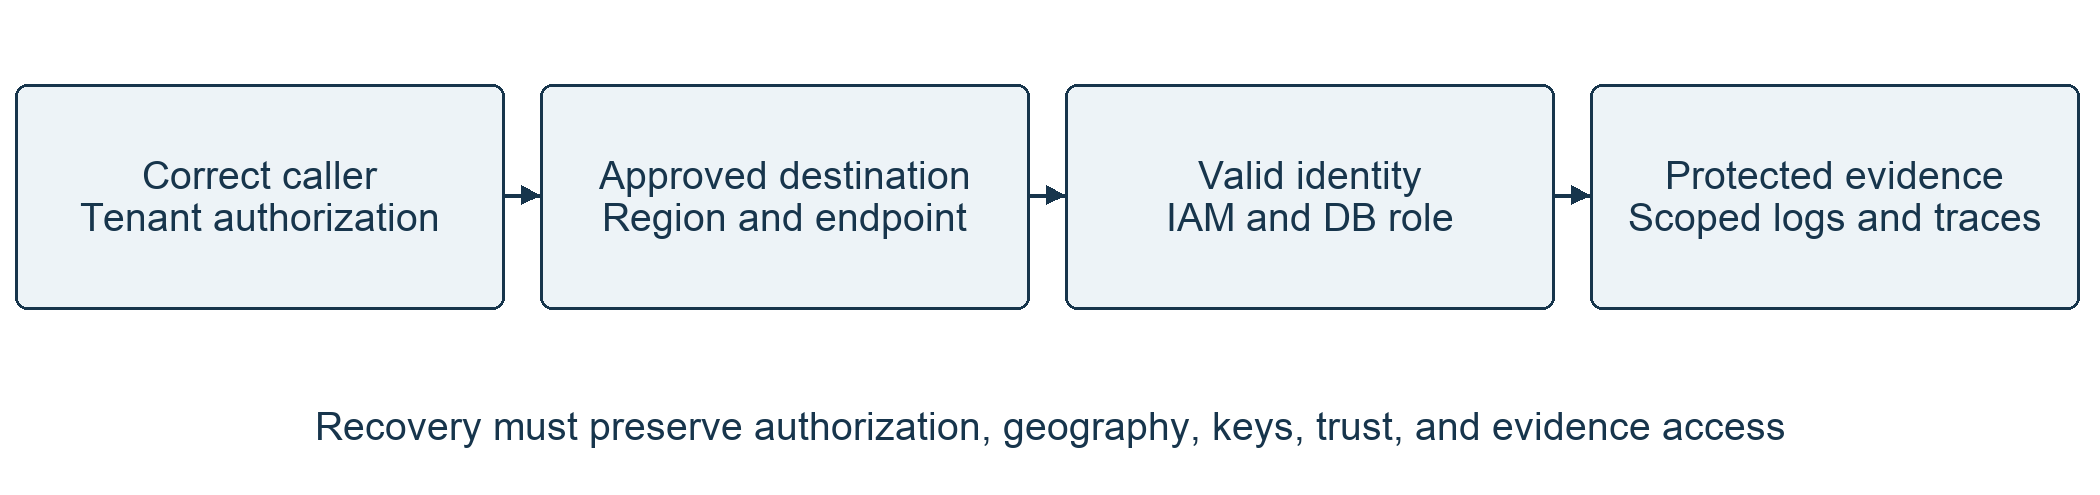 Correct caller
Tenant authorization
Approved destination
Region and endpoint
Valid identity
IAM and DB role
Protected evidence
Scoped logs and traces
Recovery must preserve authorization, geography, keys, trust, and evidence access